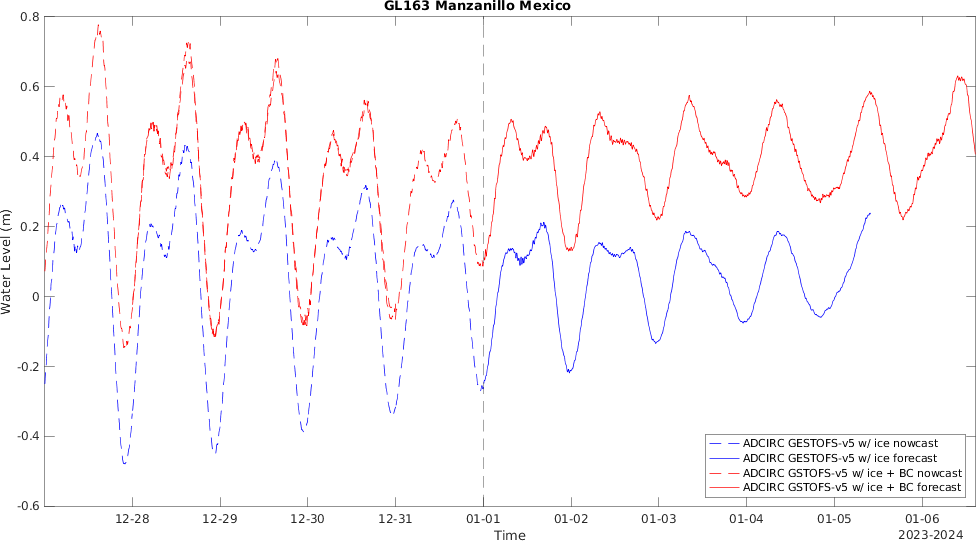 GL163 Manzanillo Mexico
0.8
0.6
0.4
0.2
0
-0.2
-0.4
-0.6
Water Level (m)
ADCIRC GESTOFS-v5 w/ ice nowcast
ADCIRC GESTOFS-v5 w/ ice forecast
ADCIRC GSTOFS-v5 w/ ice + BC nowcast
ADCIRC GSTOFS-v5 w/ ice + BC forecast
12-28 12-29 12-30 12-31 01-01 01-02 01-03 01-04 01-05 01-06
Time
2023-2024